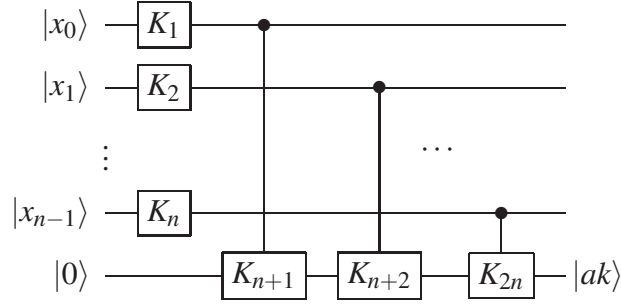 |x₀⟩ K₁
|x₁⟩ K₂
⋮ ⋯
|xₙ₋₁⟩ Kₙ
|0⟩ Kₙ₊₁ Kₙ₊₂ K₂ₙ |ak⟩